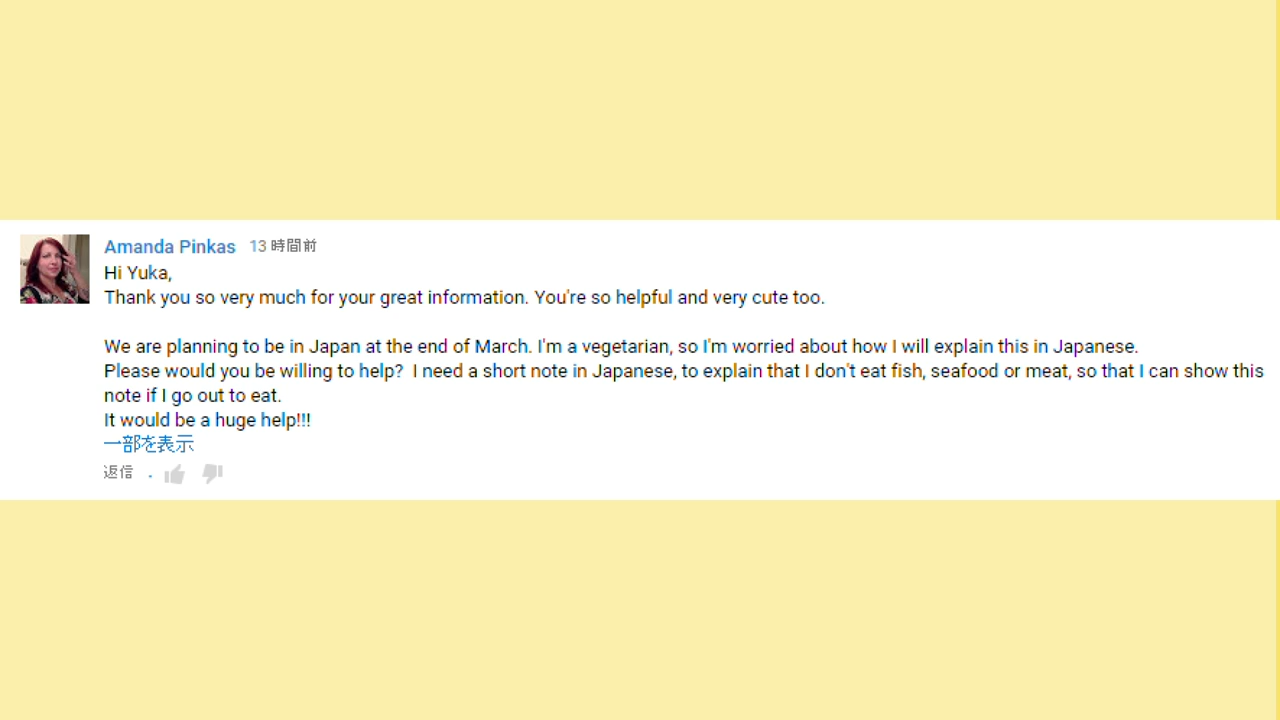 Amanda Pinkas 13 時間前
Hi Yuka,
Thank you so very much for your great information. You're so helpful and very cute too.
We are planning to be in Japan at the end of March. I'm a vegetarian, so I'm worried about how I will explain this in Japanese.
Please would you be willing to help?  I need a short note in Japanese, to explain that I don't eat fish, seafood or meat, so that I can show this
note if I go out to eat.
It would be a huge help!!!
一部を表示
返信 .